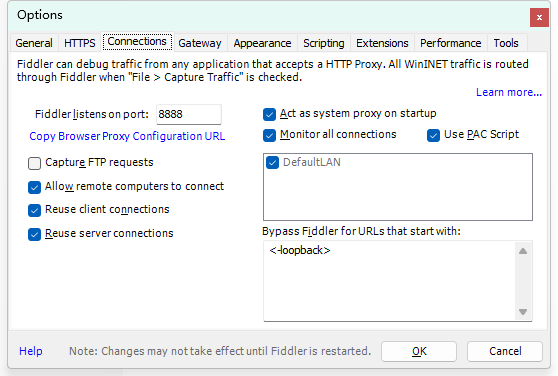 Options
x
General HTTPS Connections Gateway Appearance Scripting Extensions Performance Tools
Fiddler can debug traffic from any application that accepts a HTTP Proxy. All WinINET traffic is routed
through Fiddler when "File > Capture Traffic" is checked.
Learn more...
Fiddler listens on port: 8888
Copy Browser Proxy Configuration URL
Capture FTP requests
Allow remote computers to connect
Reuse client connections
Reuse server connections
Act as system proxy on startup
Monitor all connections
Use PAC Script
DefaultLAN
Bypass Fiddler for URLs that start with:
<-loopback>
Help
Note: Changes may not take effect until Fiddler is restarted.
OK
Cancel